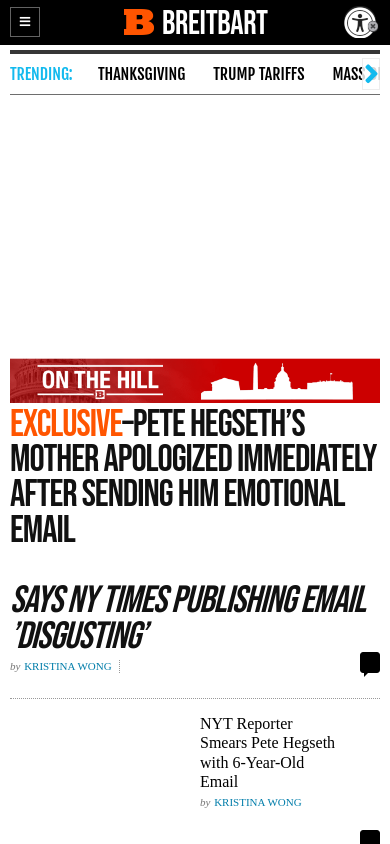 BREITBART
TRENDING: THANKSGIVING TRUMP TARIFFS MASS
ON THE HILL
B
EXCLUSIVE–PETE HEGSETH'S
MOTHER APOLOGIZED IMMEDIATELY
AFTER SENDING HIM EMOTIONAL
EMAIL
SAYS NY TIMES PUBLISHING EMAIL
'DISGUSTING'
by KRISTINA WONG
NYT Reporter
Smears Pete Hegseth
with 6-Year-Old
Email
by KRISTINA WONG